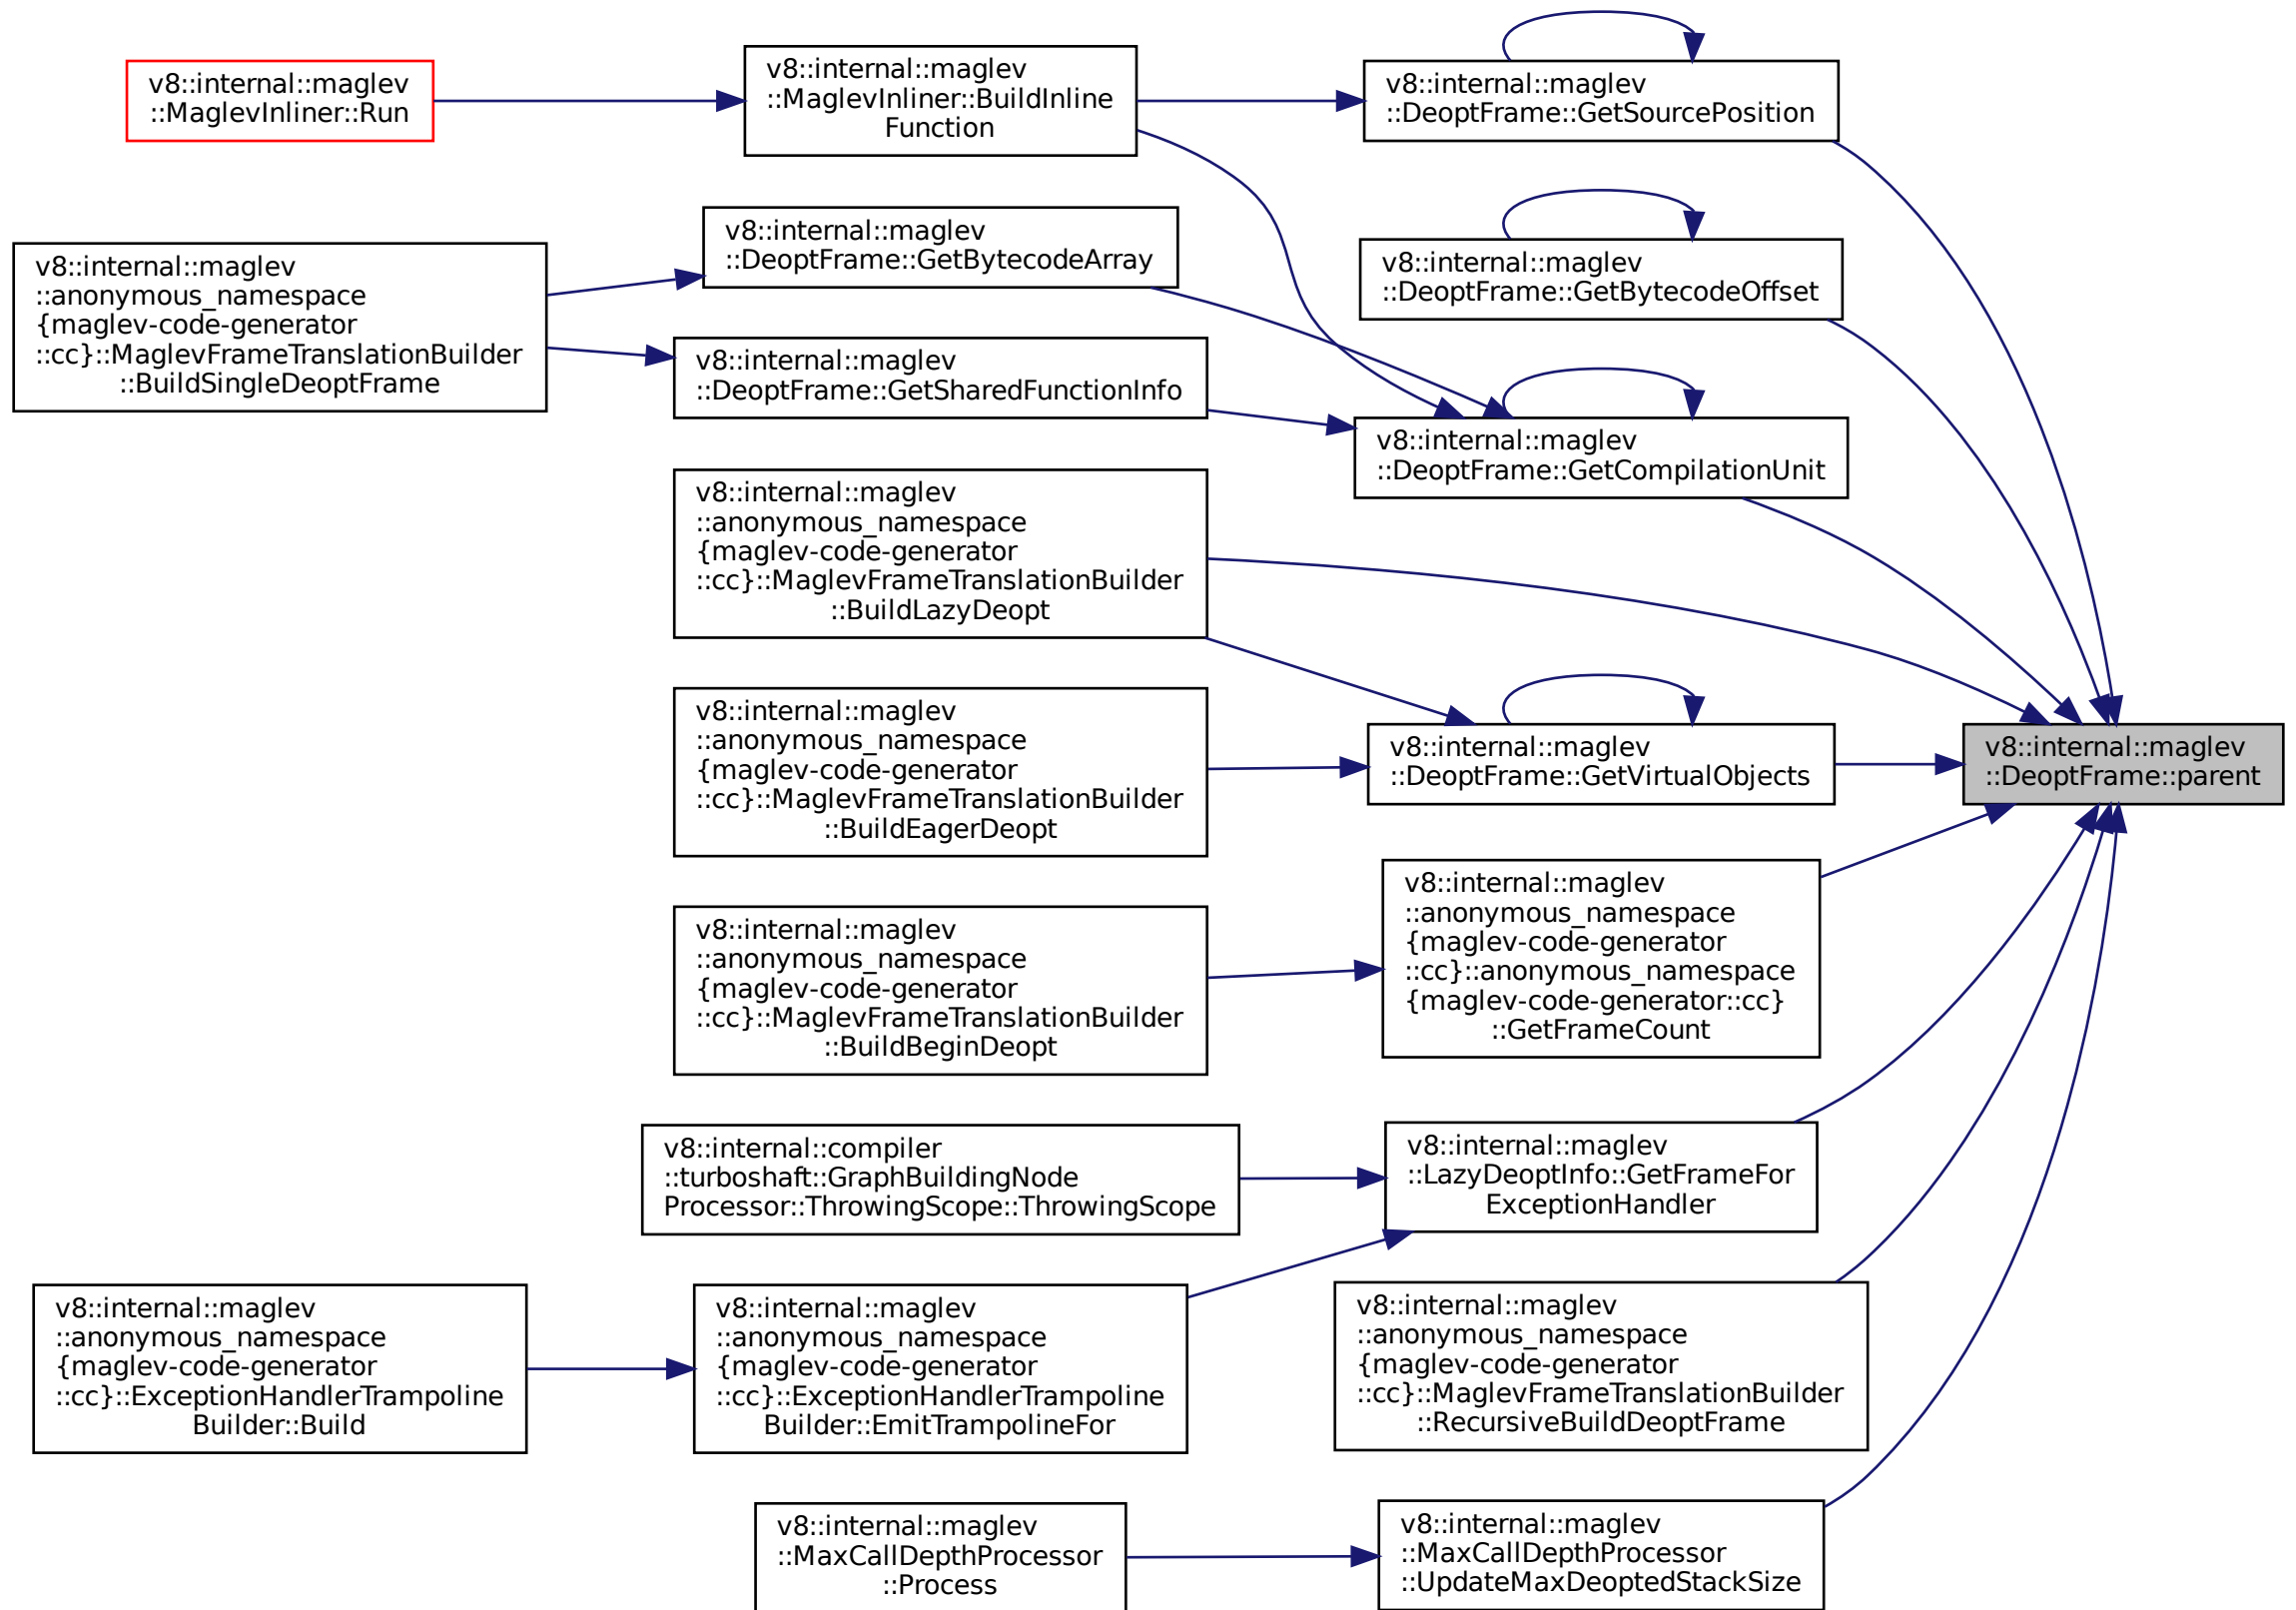 v8::internal::maglev
::MaglevInliner::Run
v8::internal::maglev
::MaglevInliner::BuildInline
Function
v8::internal::maglev
::DeoptFrame::GetSourcePosition
v8::internal::maglev
::DeoptFrame::GetBytecodeArray
v8::internal::maglev
::DeoptFrame::GetBytecodeOffset
v8::internal::maglev
::anonymous_namespace
{maglev-code-generator
::cc}::MaglevFrameTranslationBuilder
::BuildSingleDeoptFrame
v8::internal::maglev
::DeoptFrame::GetSharedFunctionInfo
v8::internal::maglev
::DeoptFrame::GetCompilationUnit
v8::internal::maglev
::anonymous_namespace
{maglev-code-generator
::cc}::MaglevFrameTranslationBuilder
::BuildLazyDeopt
v8::internal::maglev
::anonymous_namespace
{maglev-code-generator
::cc}::MaglevFrameTranslationBuilder
::BuildEagerDeopt
v8::internal::maglev
::DeoptFrame::GetVirtualObjects
v8::internal::maglev
::DeoptFrame::parent
v8::internal::maglev
::anonymous_namespace
{maglev-code-generator
::cc}::anonymous_namespace
{maglev-code-generator::cc}
::GetFrameCount
v8::internal::maglev
::anonymous_namespace
{maglev-code-generator
::cc}::MaglevFrameTranslationBuilder
::BuildBeginDeopt
v8::internal::compiler
::turboshaft::GraphBuildingNode
Processor::ThrowingScope::ThrowingScope
v8::internal::maglev
::LazyDeoptInfo::GetFrameFor
ExceptionHandler
v8::internal::maglev
::anonymous_namespace
{maglev-code-generator
::cc}::ExceptionHandlerTrampoline
Builder::Build
v8::internal::maglev
::anonymous_namespace
{maglev-code-generator
::cc}::ExceptionHandlerTrampoline
Builder::EmitTrampolineFor
v8::internal::maglev
::anonymous_namespace
{maglev-code-generator
::cc}::MaglevFrameTranslationBuilder
::RecursiveBuildDeoptFrame
v8::internal::maglev
::MaxCallDepthProcessor
::Process
v8::internal::maglev
::MaxCallDepthProcessor
::UpdateMaxDeoptedStackSize